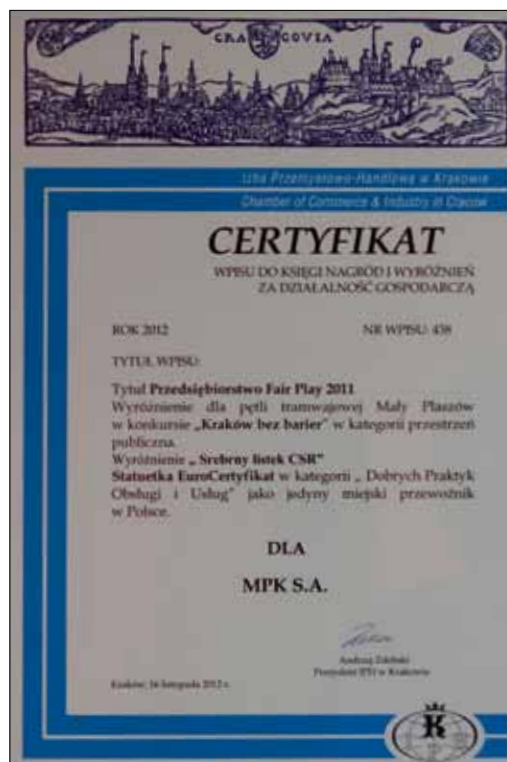 CRACOVIA
Izba Przemysłowo-Handlowa w Krakowie
Chamber of Commerce & Industry in Cracow
CERTYFIKAT
WPISU DO KSIĘGI NAGRÓD I WYRÓŻNIEŃ
ZA DZIAŁALNOŚĆ GOSPODARCZĄ
ROK 2012 NR WPISU: 438
TYTUŁ WPISU:
Tytuł Przedsiębiorstwo Fair Play 2011
Wyróżnienie dla pętli tramwajowej Mały Płaszów
w konkursie „Kraków bez barier" w kategorii przestrzeń
publiczna.
Wyróżnienie „ Srebrny listek CSR"
Statuetka EuroCertyfikat w kategorii „ Dobrych Praktyk
Obsługi i Usług" jako jedyny miejski przewoźnik
w Polsce.
DLA
MPK S.A.
Andrzej Zdebski
Prezydent IPH w Krakowie
Kraków, 16 listopada 2012 r.
K